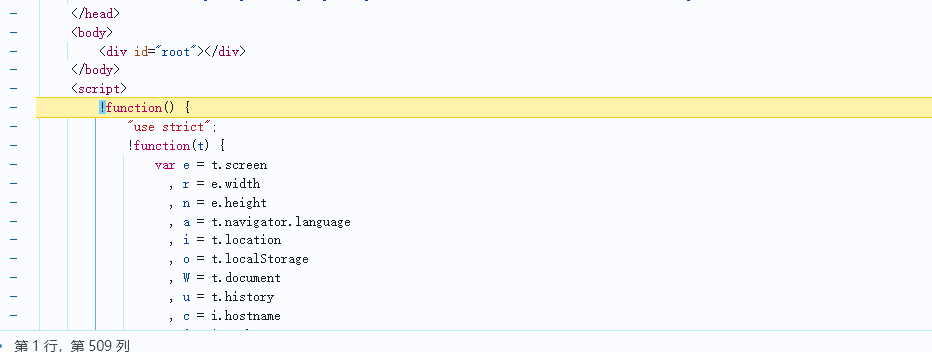 </head>
<body>
<div id="root"></div>
</body>
<script>
!function() {
"use strict";
!function(t) {
var e = t.screen
, r = e.width
, n = e.height
, a = t.navigator.language
, i = t.location
, o = t.localStorage
, W = t.document
, u = t.history
, c = i.hostname
第 1 行，第 509 列